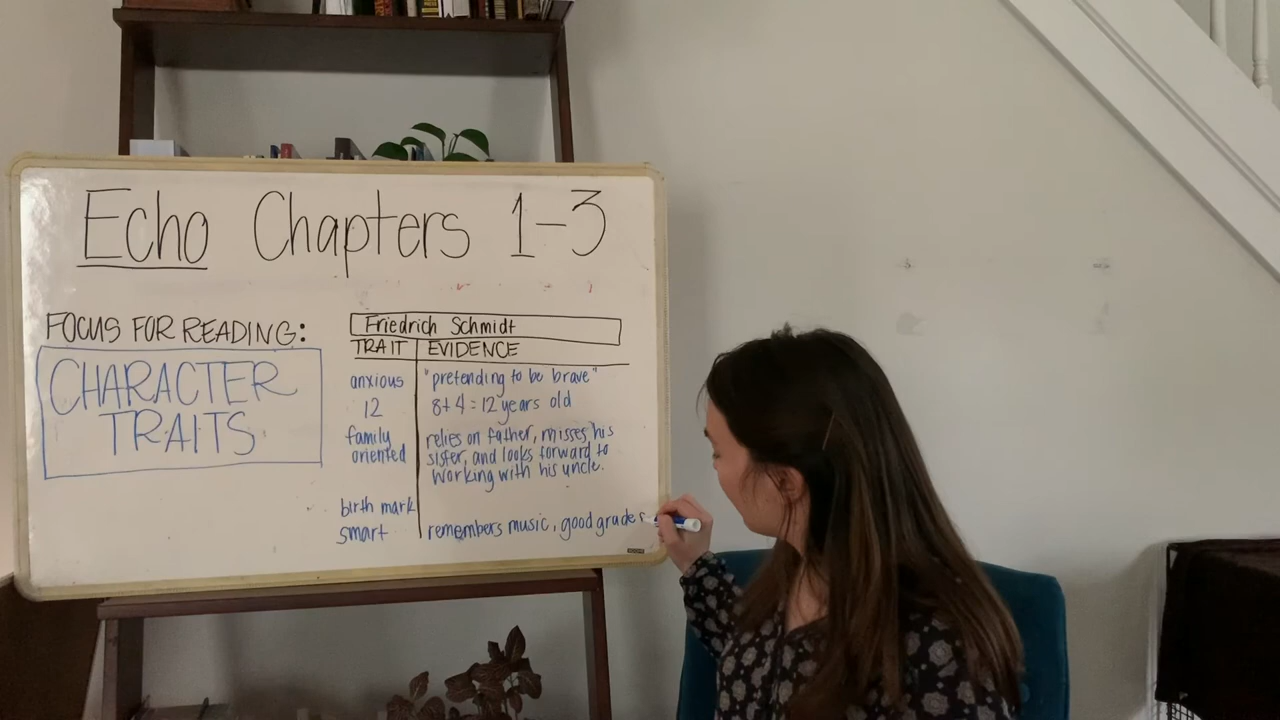 Echo Chapters 1-3
FOCUS FOR READING:
CHARACTER
TRAITS
Friedrich Schmidt
TRAIT EVIDENCE
anxious "pretending to be brave"
12 8+4=12 years old
family oriented relies on father, misses his
sister, and looks forward to
working with his uncle.
birth mark
smart remembers music, good grades